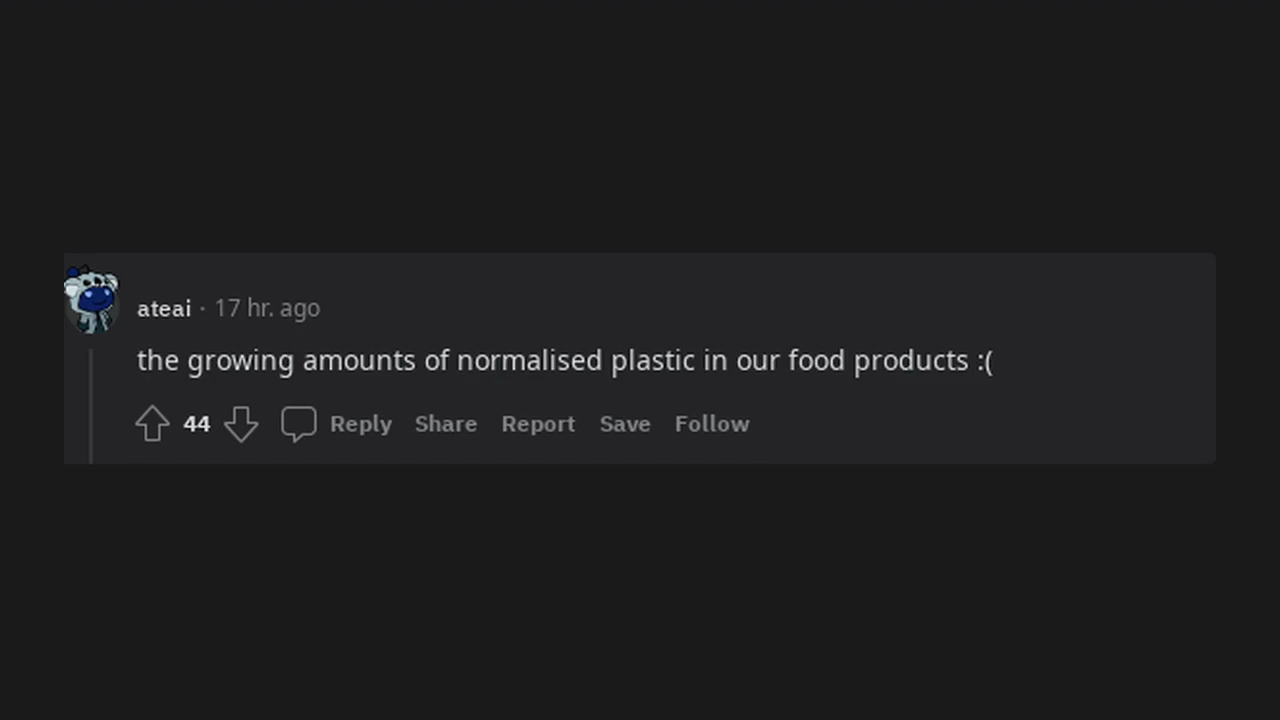 ateai · 17 hr. ago
the growing amounts of normalised plastic in our food products :(
44 Reply Share Report Save Follow